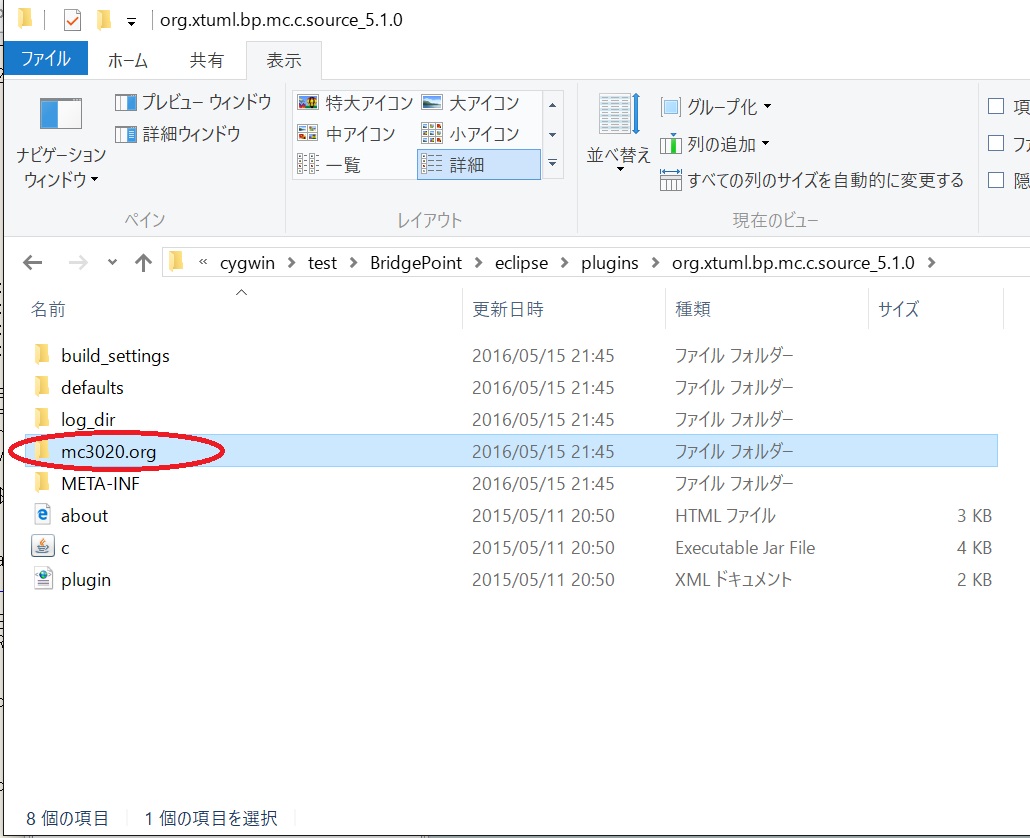 org.xtuml.bp.mc.c.source_5.1.0
ファイル ホーム 共有 表示
ナビゲーション
ウィンドウ
プレビュー ウィンドウ
詳細ウィンドウ
ペイン
特大アイコン 大アイコン
中アイコン 小アイコン
一覧 詳細
レイアウト
並べ替え
グループ化
列の追加
すべての列のサイズを自動的に変更する
現在のビュー
項
フ
隠
« cygwin > test > BridgePoint > eclipse > plugins > org.xtuml.bp.mc.c.source_5.1.0 >
名前 更新日時 種類 サイズ
build_settings 2016/05/15 21:45 ファイル フォルダー
defaults 2016/05/15 21:45 ファイル フォルダー
log_dir 2016/05/15 21:45 ファイル フォルダー
mc3020.org 2016/05/15 21:45 ファイル フォルダー
META-INF 2016/05/15 21:45 ファイル フォルダー
about 2015/05/11 20:50 HTML ファイル 3 KB
c 2015/05/11 20:50 Executable Jar File 4 KB
plugin 2015/05/11 20:50 XML ドキュメント 2 KB
8 個の項目 1 個の項目を選択